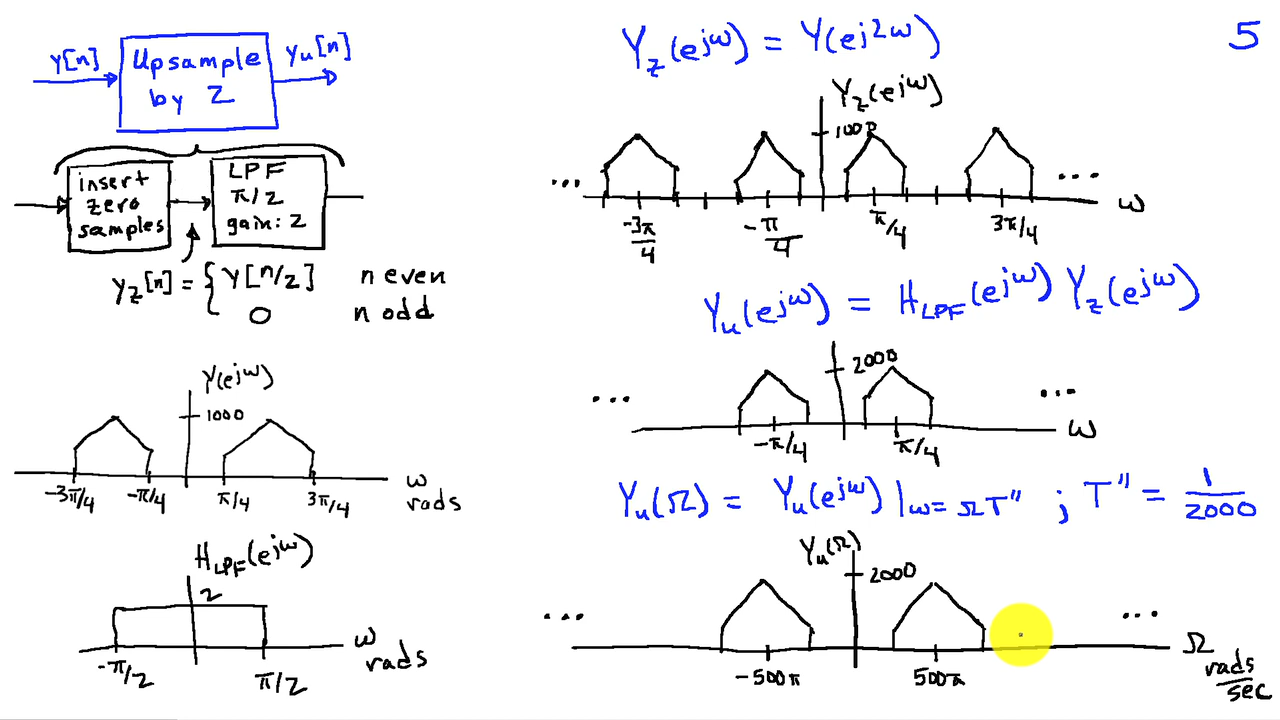 y[n]
Upsample
by 2
yu[n]
insert
zero
samples
LPF
π/2
gain: 2
yz[n] = { y[n/2] n even
0 n odd
Y(e^jω)
1000
-3π/4 -π/4 π/4 3π/4
ω
rads
HLPF(e^jω)
2
-π/2 π/2
ω
rads
5
Yz(e^jω) = Y(e^j2ω)
Yz(e^jω)
1000
... ...
-3π/4 -π/4 π/4 3π/4
ω
Yu(e^jω) = HLPF(e^jω) Yz(e^jω)
2000
... ...
-π/4 π/4
ω
Yu(Ω) = Yu(e^jω)|ω=ΩT" ; T" = 1/2000
Yu(Ω)
2000
... ...
-500π 500π
Ω
rads/sec